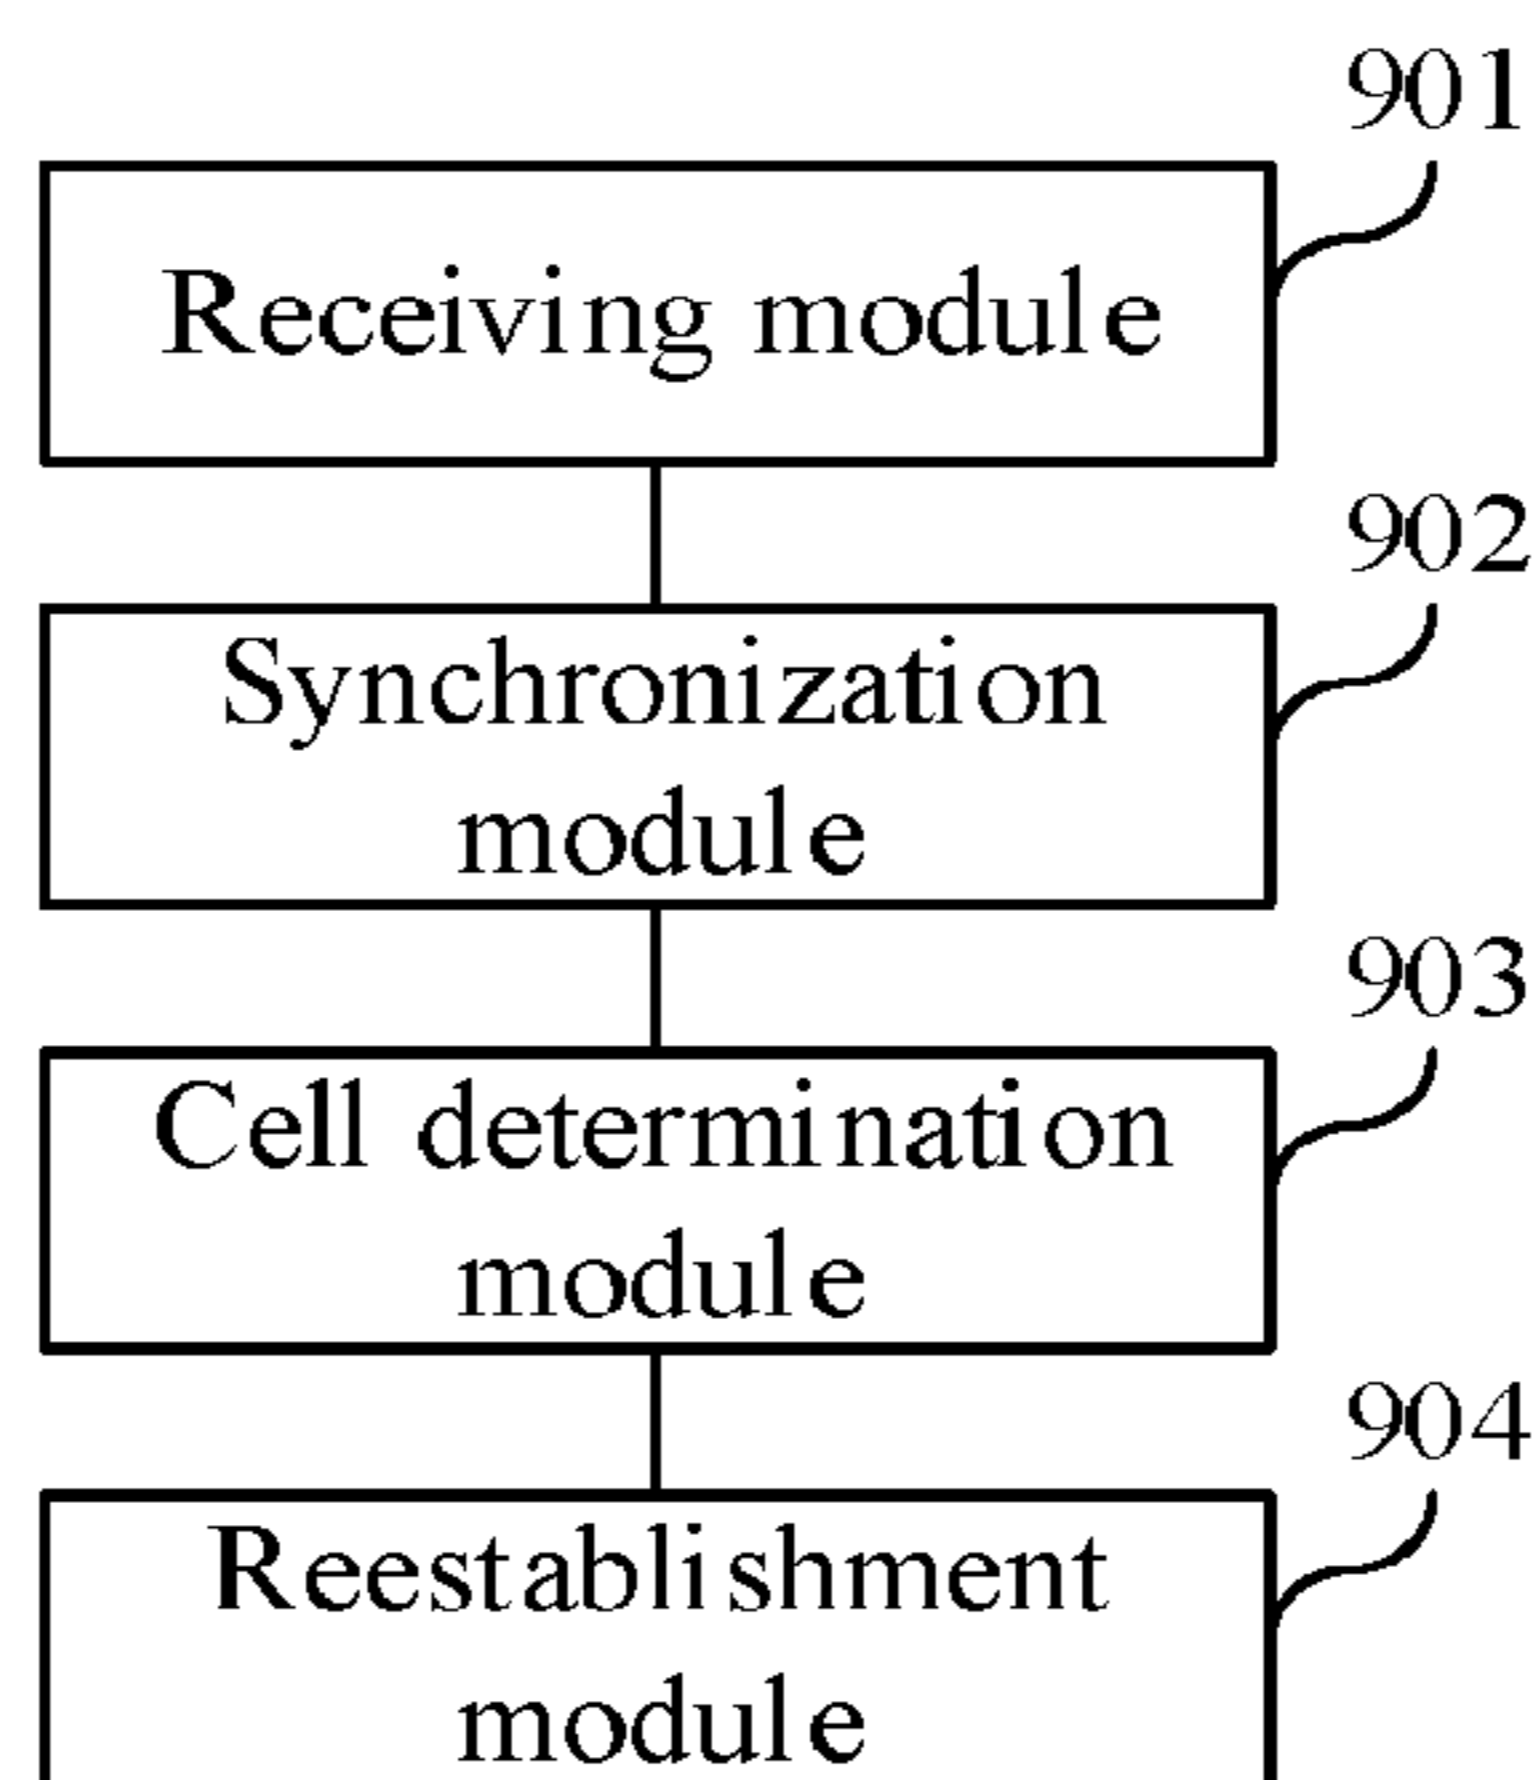 901
Receiving module
902
Synchronization
module
903
Cell determination
module
904
Reestablishment
module